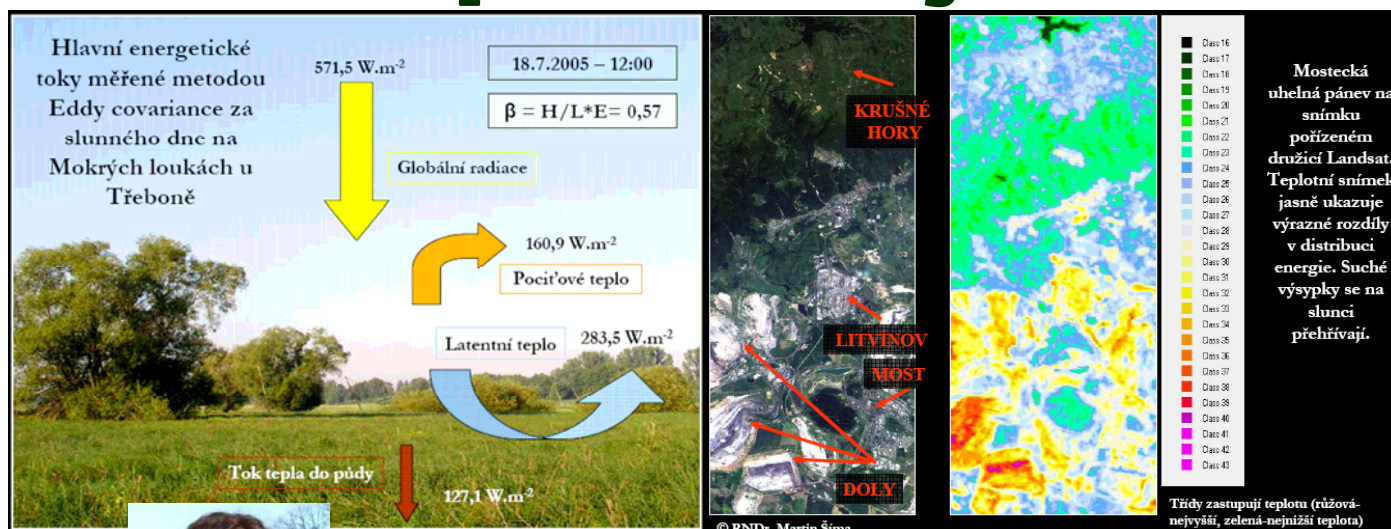 Hlavní energetické
toky měřené metodou
Eddy covariance za
slunného dne na
Mokrých loukách u
Třeboně
571,5 W.m-2
18.7.2005 – 12:00
β = H/L*E= 0,57
Globální radiace
160,9 W.m-2
Pociťové teplo
Latentní teplo 283,5 W.m-2
Tok tepla do půdy
127,1 W.m-2
KRUŠNÉ
HORY
LITVÍNOV
MOST
DOLY
© RNDr. Martin Šíma
Class 16
Class 17
Class 18
Class 19
Class 20
Class 21
Class 22
Class 23
Class 24
Class 25
Class 26
Class 27
Class 28
Class 29
Class 30
Class 31
Class 32
Class 33
Class 34
Class 35
Class 36
Class 37
Class 38
Class 39
Class 40
Class 41
Class 42
Class 43
Mostecká
uhelná pánev na
snímku
pořízeném
družicí Landsat.
Teplotní snímek
jasně ukazuje
výrazné rozdíly
v distribuci
energie. Suché
výsypky se na
slunci
přehřívají.
Třídy zastupují teplotu (růžová-
nejvyšší, zelená-nejnižší teplota)